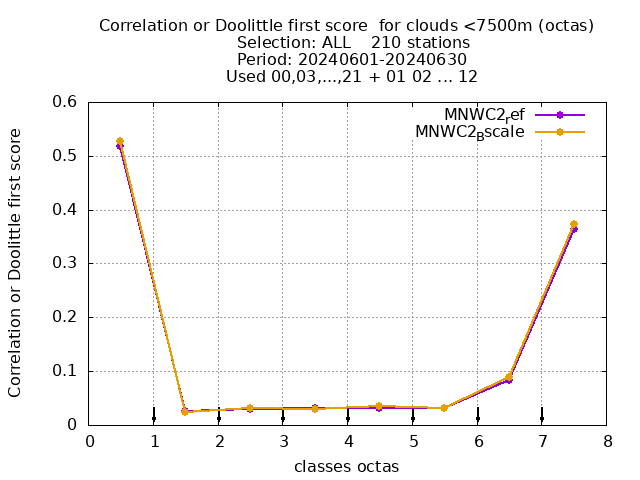 Correlation or Doolittle first score  for clouds <7500m (octas)
Selection: ALL    210 stations
Period: 20240601-20240630
Used 00,03,...,21 + 01 02 ... 12
MNWC2ref
MNWC2Bscale
Correlation or Doolittle first score
0.6
0.5
0.4
0.3
0.2
0.1
0
0 1 2 3 4 5 6 7 8
classes octas